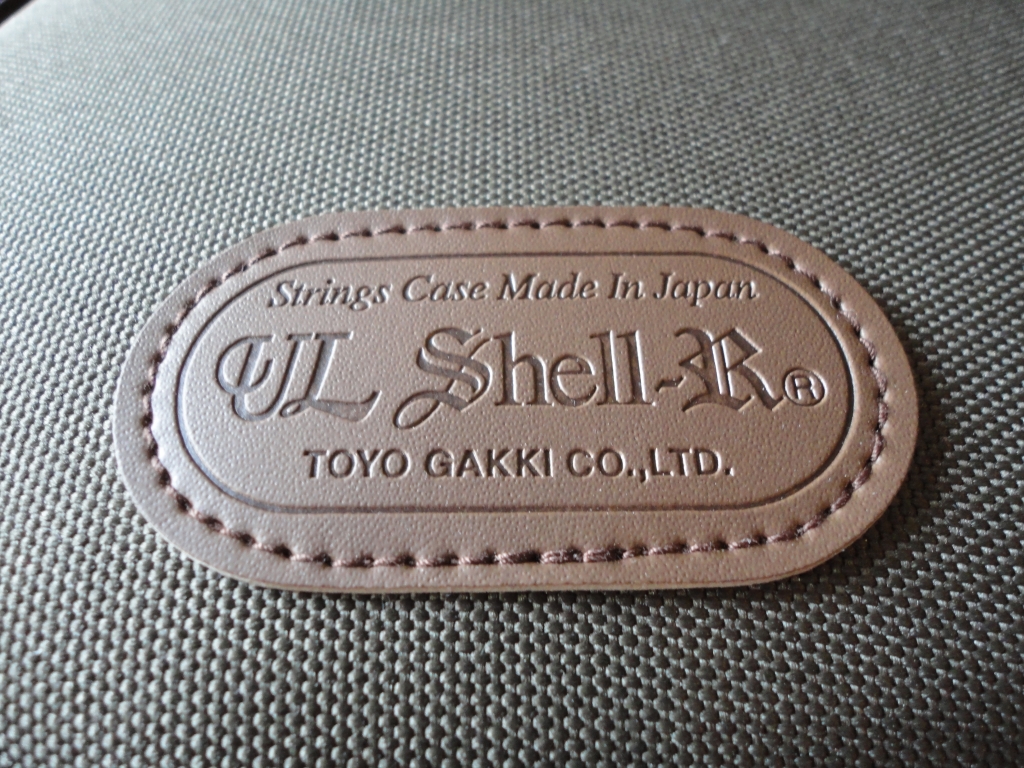 Strings Case Made In Japan
UL Shell-R®
TOYO GAKKI CO.,LTD.